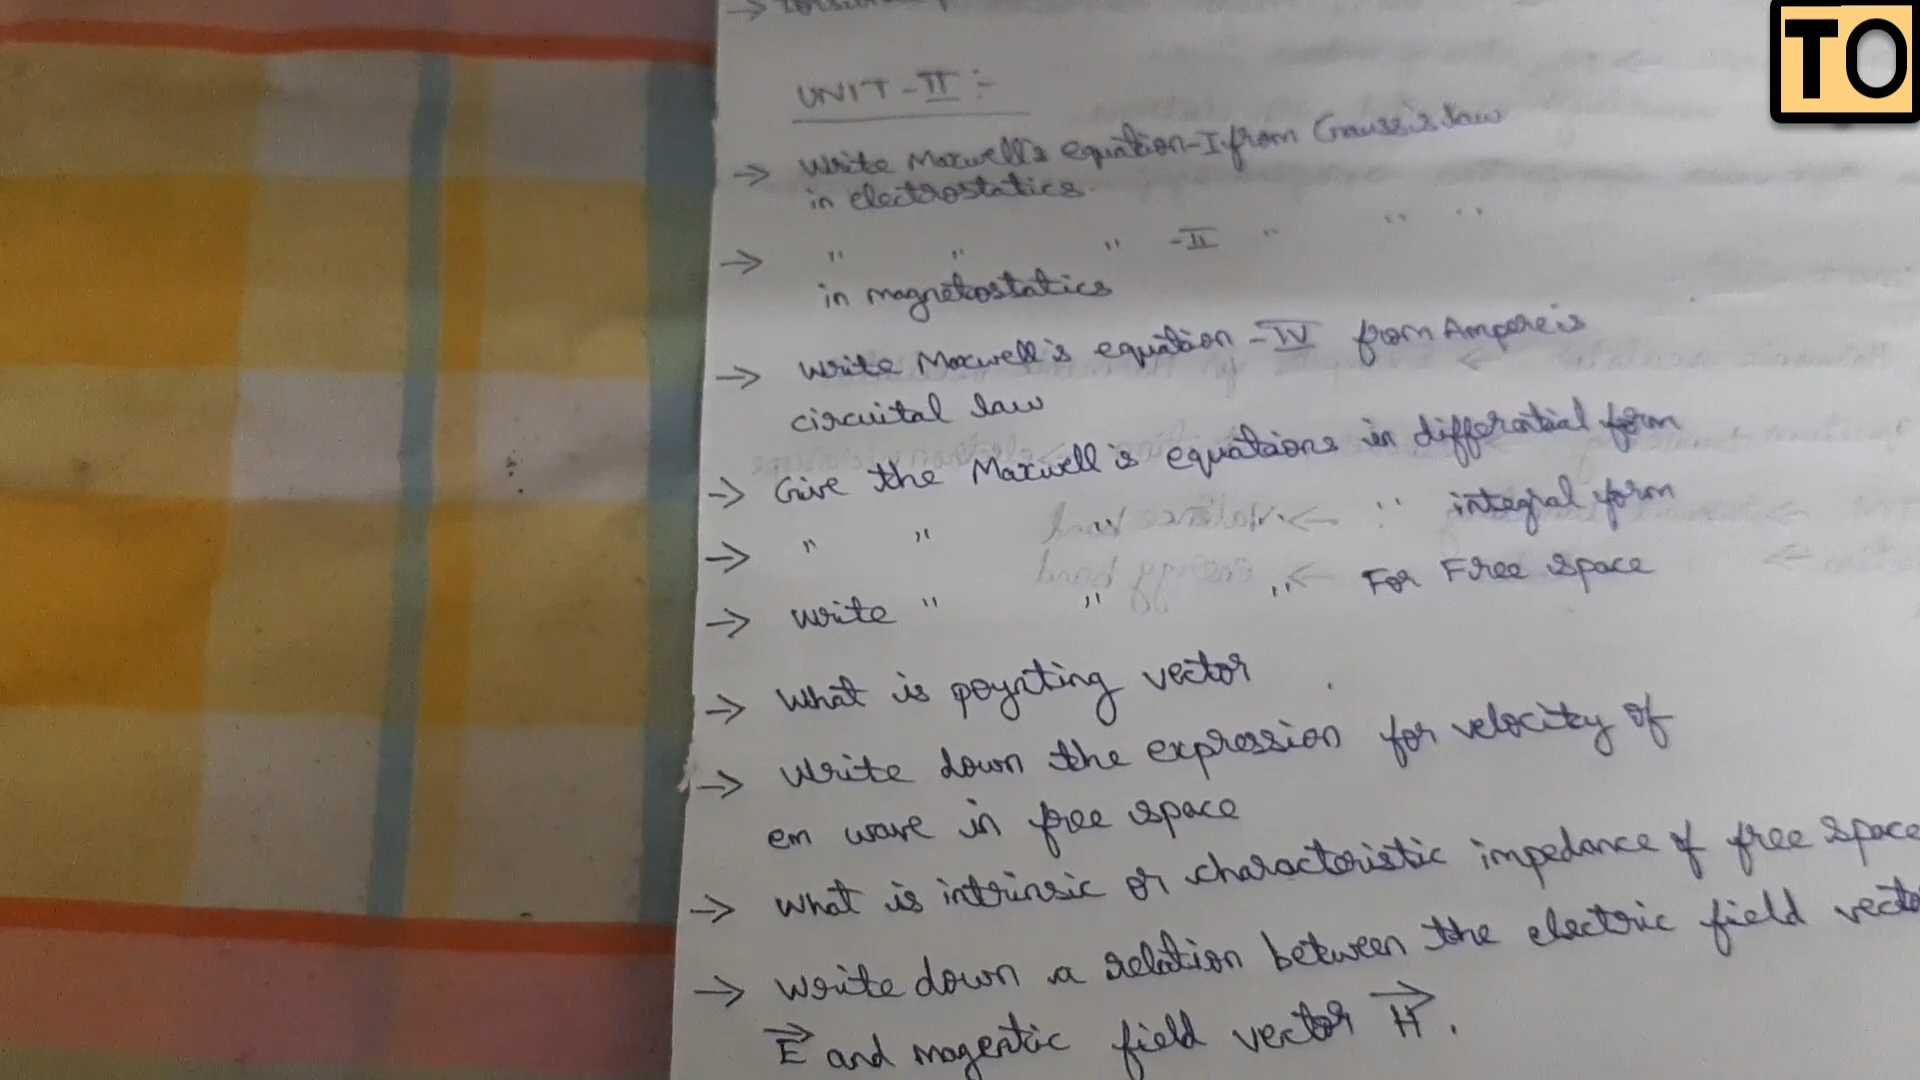 TO
UNIT-II :-
→ Write Maxwell's equation-I from Gauss's law
in electrostatics
→ " " " -II " " "
in magnetostatics
→ Write Maxwell's equation -IV from Ampere's
circuital law
→ Give the Maxwell's equations in differential form
→ " " " " integral form
→ Write " " " For Free space
→ What is poynting vector
→ Write down the expression for velocity of
em wave in free space
→ What is intrinsic or characteristic impedance of free space
→ Write down a relation between the electric field
E⃗ and magentic field vector H⃗.